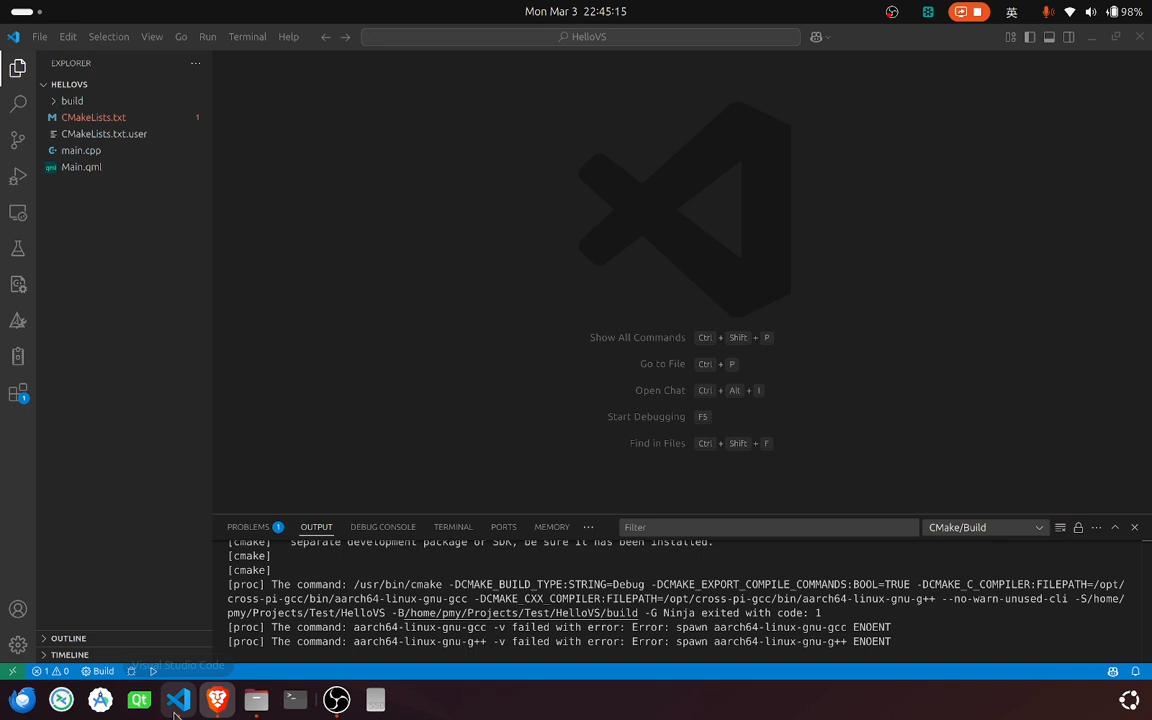 Mon Mar 3 22:45:15
英
98%
File Edit Selection View Go Run Terminal Help
HelloVS
EXPLORER
HELLOVS
build
CMakeLists.txt 1
CMakeLists.txt.user
main.cpp
qml Main.qml
Show All Commands Ctrl + Shift + P
Go to File Ctrl + P
Open Chat Ctrl + Alt + I
Start Debugging F5
Find in Files Ctrl + Shift + F
1
PROBLEMS 1 OUTPUT DEBUG CONSOLE TERMINAL PORTS MEMORY ··· Filter CMake/Build
[cmake] separate development package or SDK, be sure it has been installed.
[cmake]
[cmake]
[proc] The command: /usr/bin/cmake -DCMAKE_BUILD_TYPE:STRING=Debug -DCMAKE_EXPORT_COMPILE_COMMANDS:BOOL=TRUE -DCMAKE_C_COMPILER:FILEPATH=/opt/
cross-pi-gcc/bin/aarch64-linux-gnu-gcc -DCMAKE_CXX_COMPILER:FILEPATH=/opt/cross-pi-gcc/bin/aarch64-linux-gnu-g++ --no-warn-unused-cli -S/home/
pmy/Projects/Test/HelloVS -B/home/pmy/Projects/Test/HelloVS/build -G Ninja exited with code: 1
[proc] The command: aarch64-linux-gnu-gcc -v failed with error: Error: spawn aarch64-linux-gnu-gcc ENOENT
[proc] The command: aarch64-linux-gnu-g++ -v failed with error: Error: spawn aarch64-linux-gnu-g++ ENOENT
OUTLINE
TIMELINE
Visual Studio Code
1 0 Build
Qt